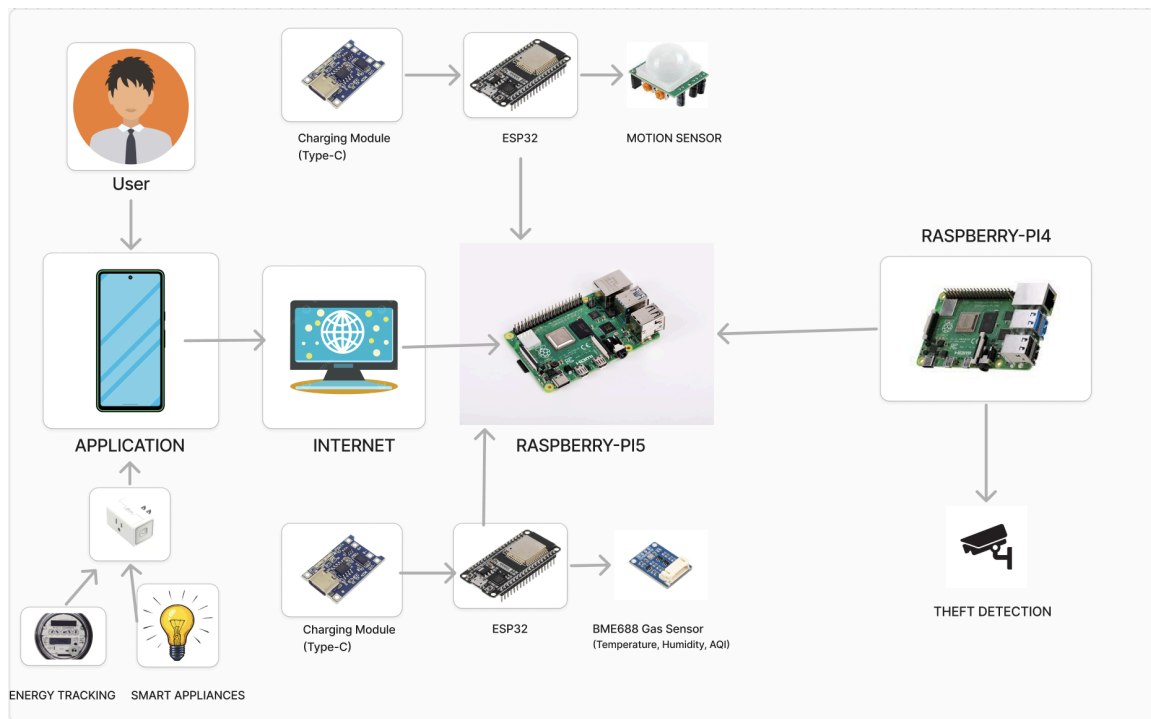 User
Charging Module
(Type-C)
ESP32
MOTION SENSOR
RASPBERRY-PI4
APPLICATION
INTERNET
RASPBERRY-PI5
Charging Module
(Type-C)
ESP32
BME688 Gas Sensor
(Temperature, Humidity, AQI)
THEFT DETECTION
ENERGY TRACKING
SMART APPLIANCES